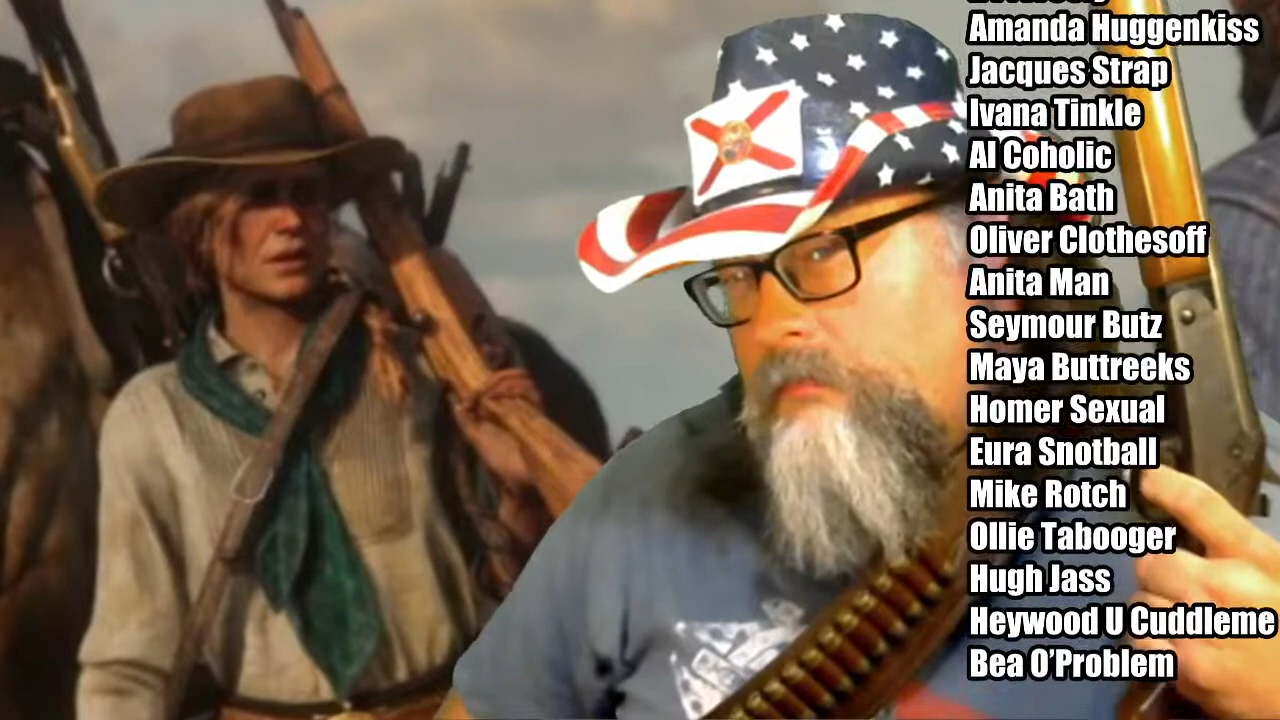 Amanda Huggenkiss
Jacques Strap
Ivana Tinkle
Al Coholic
Anita Bath
Oliver Clothesoff
Anita Man
Seymour Butz
Maya Buttreeks
Homer Sexual
Eura Snotball
Mike Rotch
Ollie Tabooger
Hugh Jass
Heywood U Cuddleme
Bea O'Problem